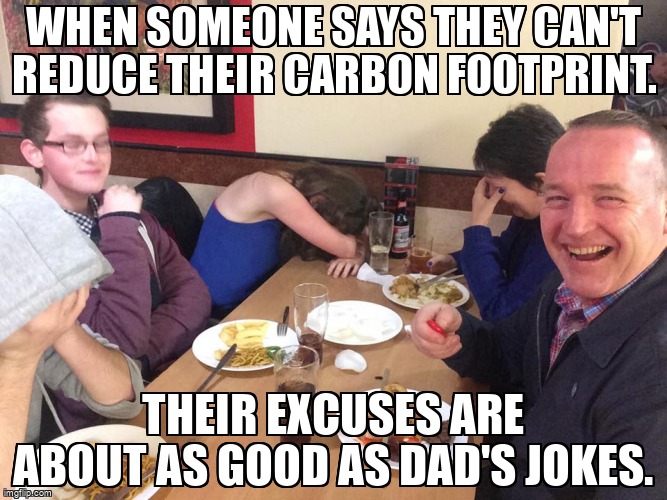 WHEN SOMEONE SAYS THEY CAN'T
REDUCE THEIR CARBON FOOTPRINT.
THEIR EXCUSES ARE
ABOUT AS GOOD AS DAD'S JOKES.
imgflip.com